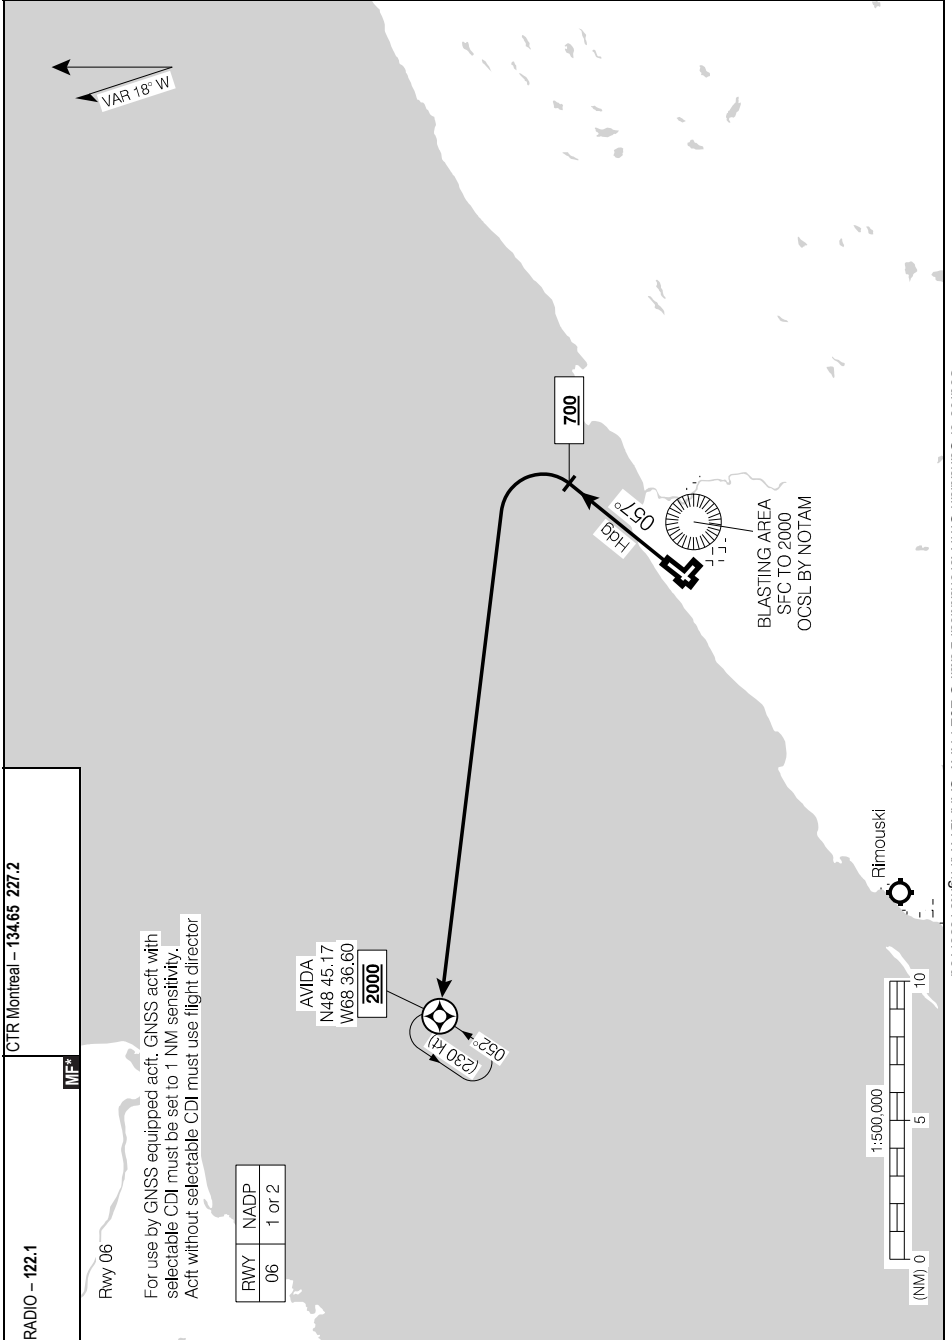 RADIO – 122.1
MF*
CTR Montreal – 134.65 227.2
VAR 18° W
Rwy 06
For use by GNSS equipped acft. GNSS acft with
selectable CDI must be set to 1 NM sensitivity.
Acft without selectable CDI must use flight director
RWY NADP
06 1 or 2
AVIDA
N48 45.17
W68 36.60
2000
(230 kt)
052°
700
Hdg
057°
BLASTING AREA
SFC TO 2000
OCSL BY NOTAM
Rimouski
1:500,000
(NM) 0 5 10